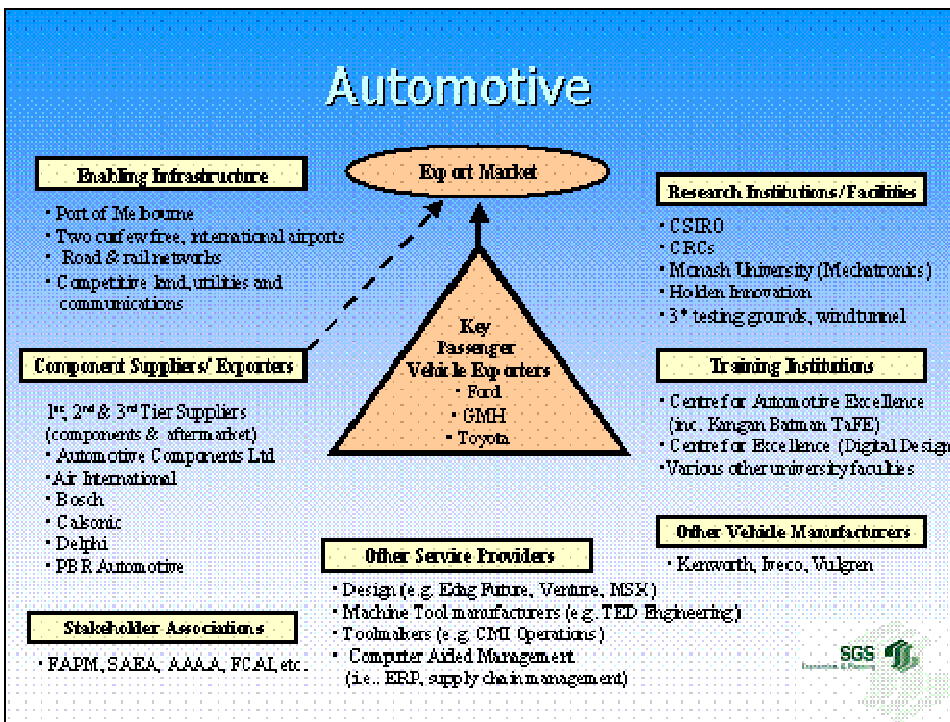 Automotive
Export Market
Enabling Infrastructure
• Port of Melbourne
• Two curfew free, international airports
• Road & rail networks
• Competitive land, utilities and
communications
Component Suppliers/ Exporters
1st, 2nd & 3rd Tier Suppliers
(components & aftermarket)
• Automotive Components Ltd
• Air International
• Bosch
• Calsonic
• Delphi
• PBR Automotive
Stakeholder Associations
• FAPM, SAEA, AAAA, FCAI, etc..
Key
Passenger
Vehicle Exporters
• Ford
• GMH
• Toyota
Other Service Providers
• Design (e.g. Future, Venture, MSX)
• Machine Tool manufacturers (e.g. TED Engineering)
• Toolmakers (e.g. CMI Operations)
• Computer Aided Management
(i.e.. ERP, supply chain management)
Research Institutions/Facilities
• CSIRO
• CRCs
• Monash University (Mechatronics)
• Holden Innovation
• 3* testing grounds, windtunnel
Training Institutions
• Centre for Automotive Excellence
(inc. Kangan Batman TaFE)
• Centre for Excellence (Digital Design
• Various other university faculties
Other Vehicle Manufacturers
• Kenworth, Iveco, Vulgren
SGS
Economics & Planning